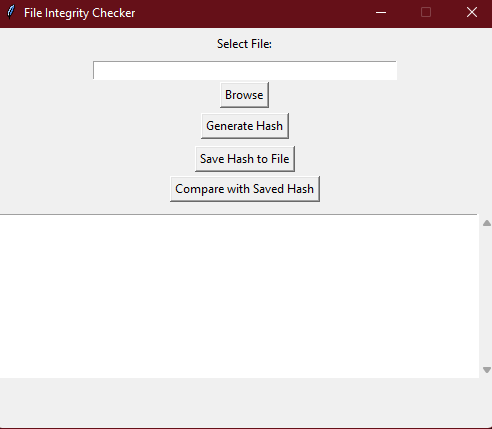 File Integrity Checker
Select File:
Browse
Generate Hash
Save Hash to File
Compare with Saved Hash